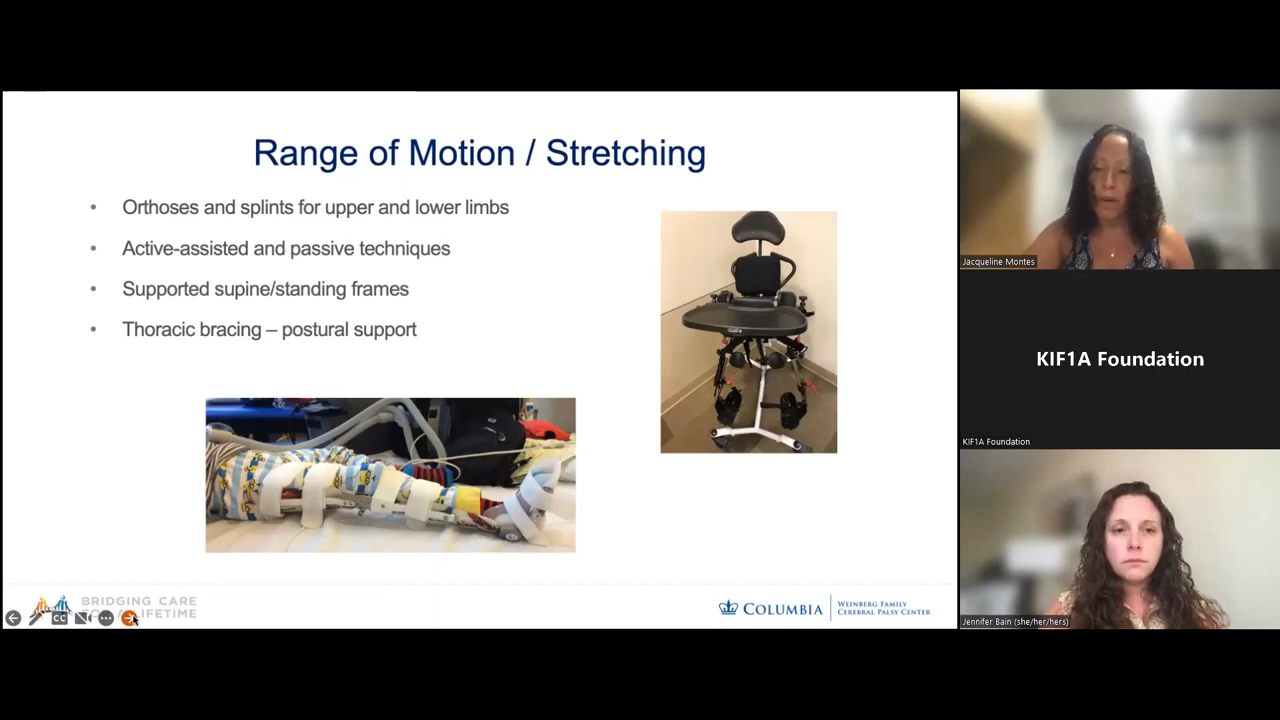 Range of Motion / Stretching
• Orthoses and splints for upper and lower limbs
• Active-assisted and passive techniques
• Supported supine/standing frames
• Thoracic bracing – postural support
BRIDGING CARE
LIFETIME
CC
COLUMBIA
WEINBERG FAMILY
CEREBRAL PALSY CENTER
Jacqueline Montes
KIF1A Foundation
KIF1A Foundation
Jennifer Bain (she/her/hers)